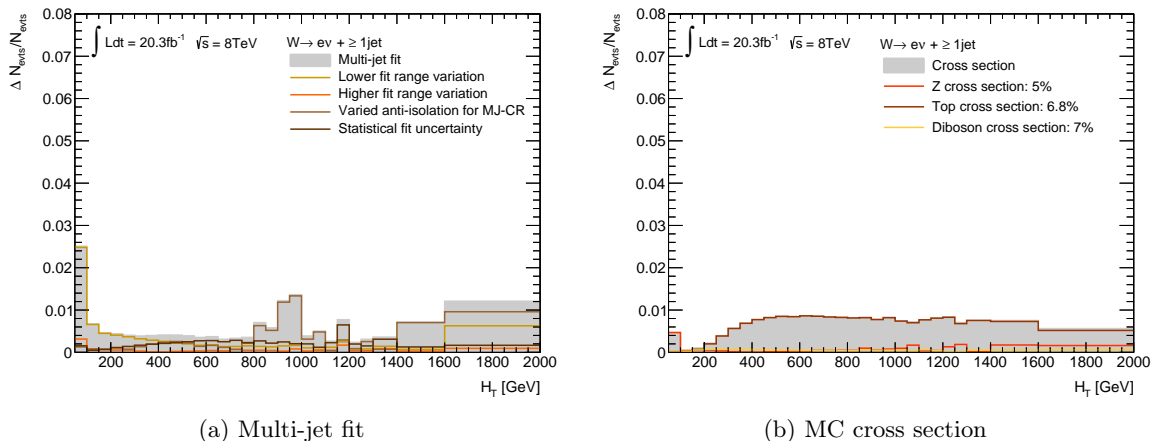 Δ N_evts/N_evts
0.08
0.07
0.06
0.05
0.04
0.03
0.02
0.01
0
∫ Ldt = 20.3fb⁻¹ √s = 8TeV
W→ eν + ≥ 1jet
Multi-jet fit
Lower fit range variation
Higher fit range variation
Varied anti-isolation for MJ-CR
Statistical fit uncertainty
200 400 600 800 1000 1200 1400 1600 1800 2000
H_T [GeV]
(a) Multi-jet fit
Δ N_evts/N_evts
0.08
0.07
0.06
0.05
0.04
0.03
0.02
0.01
0
∫ Ldt = 20.3fb⁻¹ √s = 8TeV
W→ eν + ≥ 1jet
Cross section
Z cross section: 5%
Top cross section: 6.8%
Diboson cross section: 7%
200 400 600 800 1000 1200 1400 1600 1800 2000
H_T [GeV]
(b) MC cross section